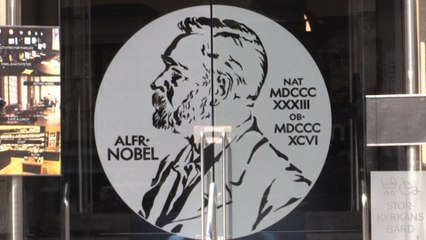 ALFR·
NOBEL
NAT
MDCCC
XXXIII
OB·
MDCCC
XCVI
STOR-
KYRKANS
GÅRD